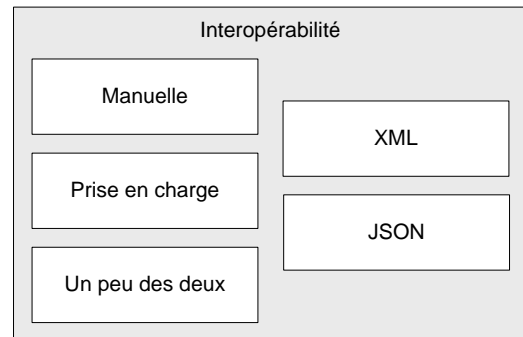 Interopérabilité
Manuelle
Prise en charge
Un peu des deux
XML
JSON